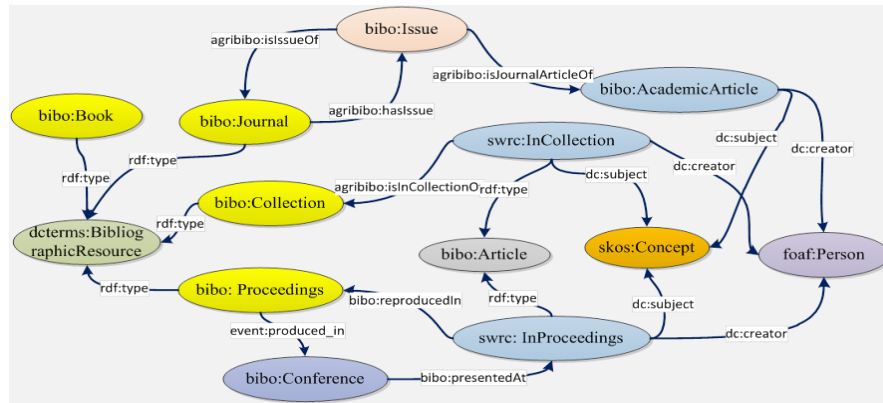 bibo:Issue
agribibo:isIssueOf
agribibo:isJournalArticleOf
bibo:AcademicArticle
bibo:Book
bibo:Journal
agribibo:hasIssue
swrc:InCollection
dc:subject
dc:creator
rdf:type
rdf:type
dc:creator
agribibo:isInCollectionO
rdf:type
dc:subject
bibo:Collection
rdf:type
dcterms:Bibliog
raphicResource
bibo:Article
skos:Concept
foaf:Person
rdf:type
bibo: Proceedings
bibo:reproducedIn
rdf:type
dc:subject
event:produced_in
swrc: InProceedings
dc:creator
bibo:Conference
bibo:presentedAt